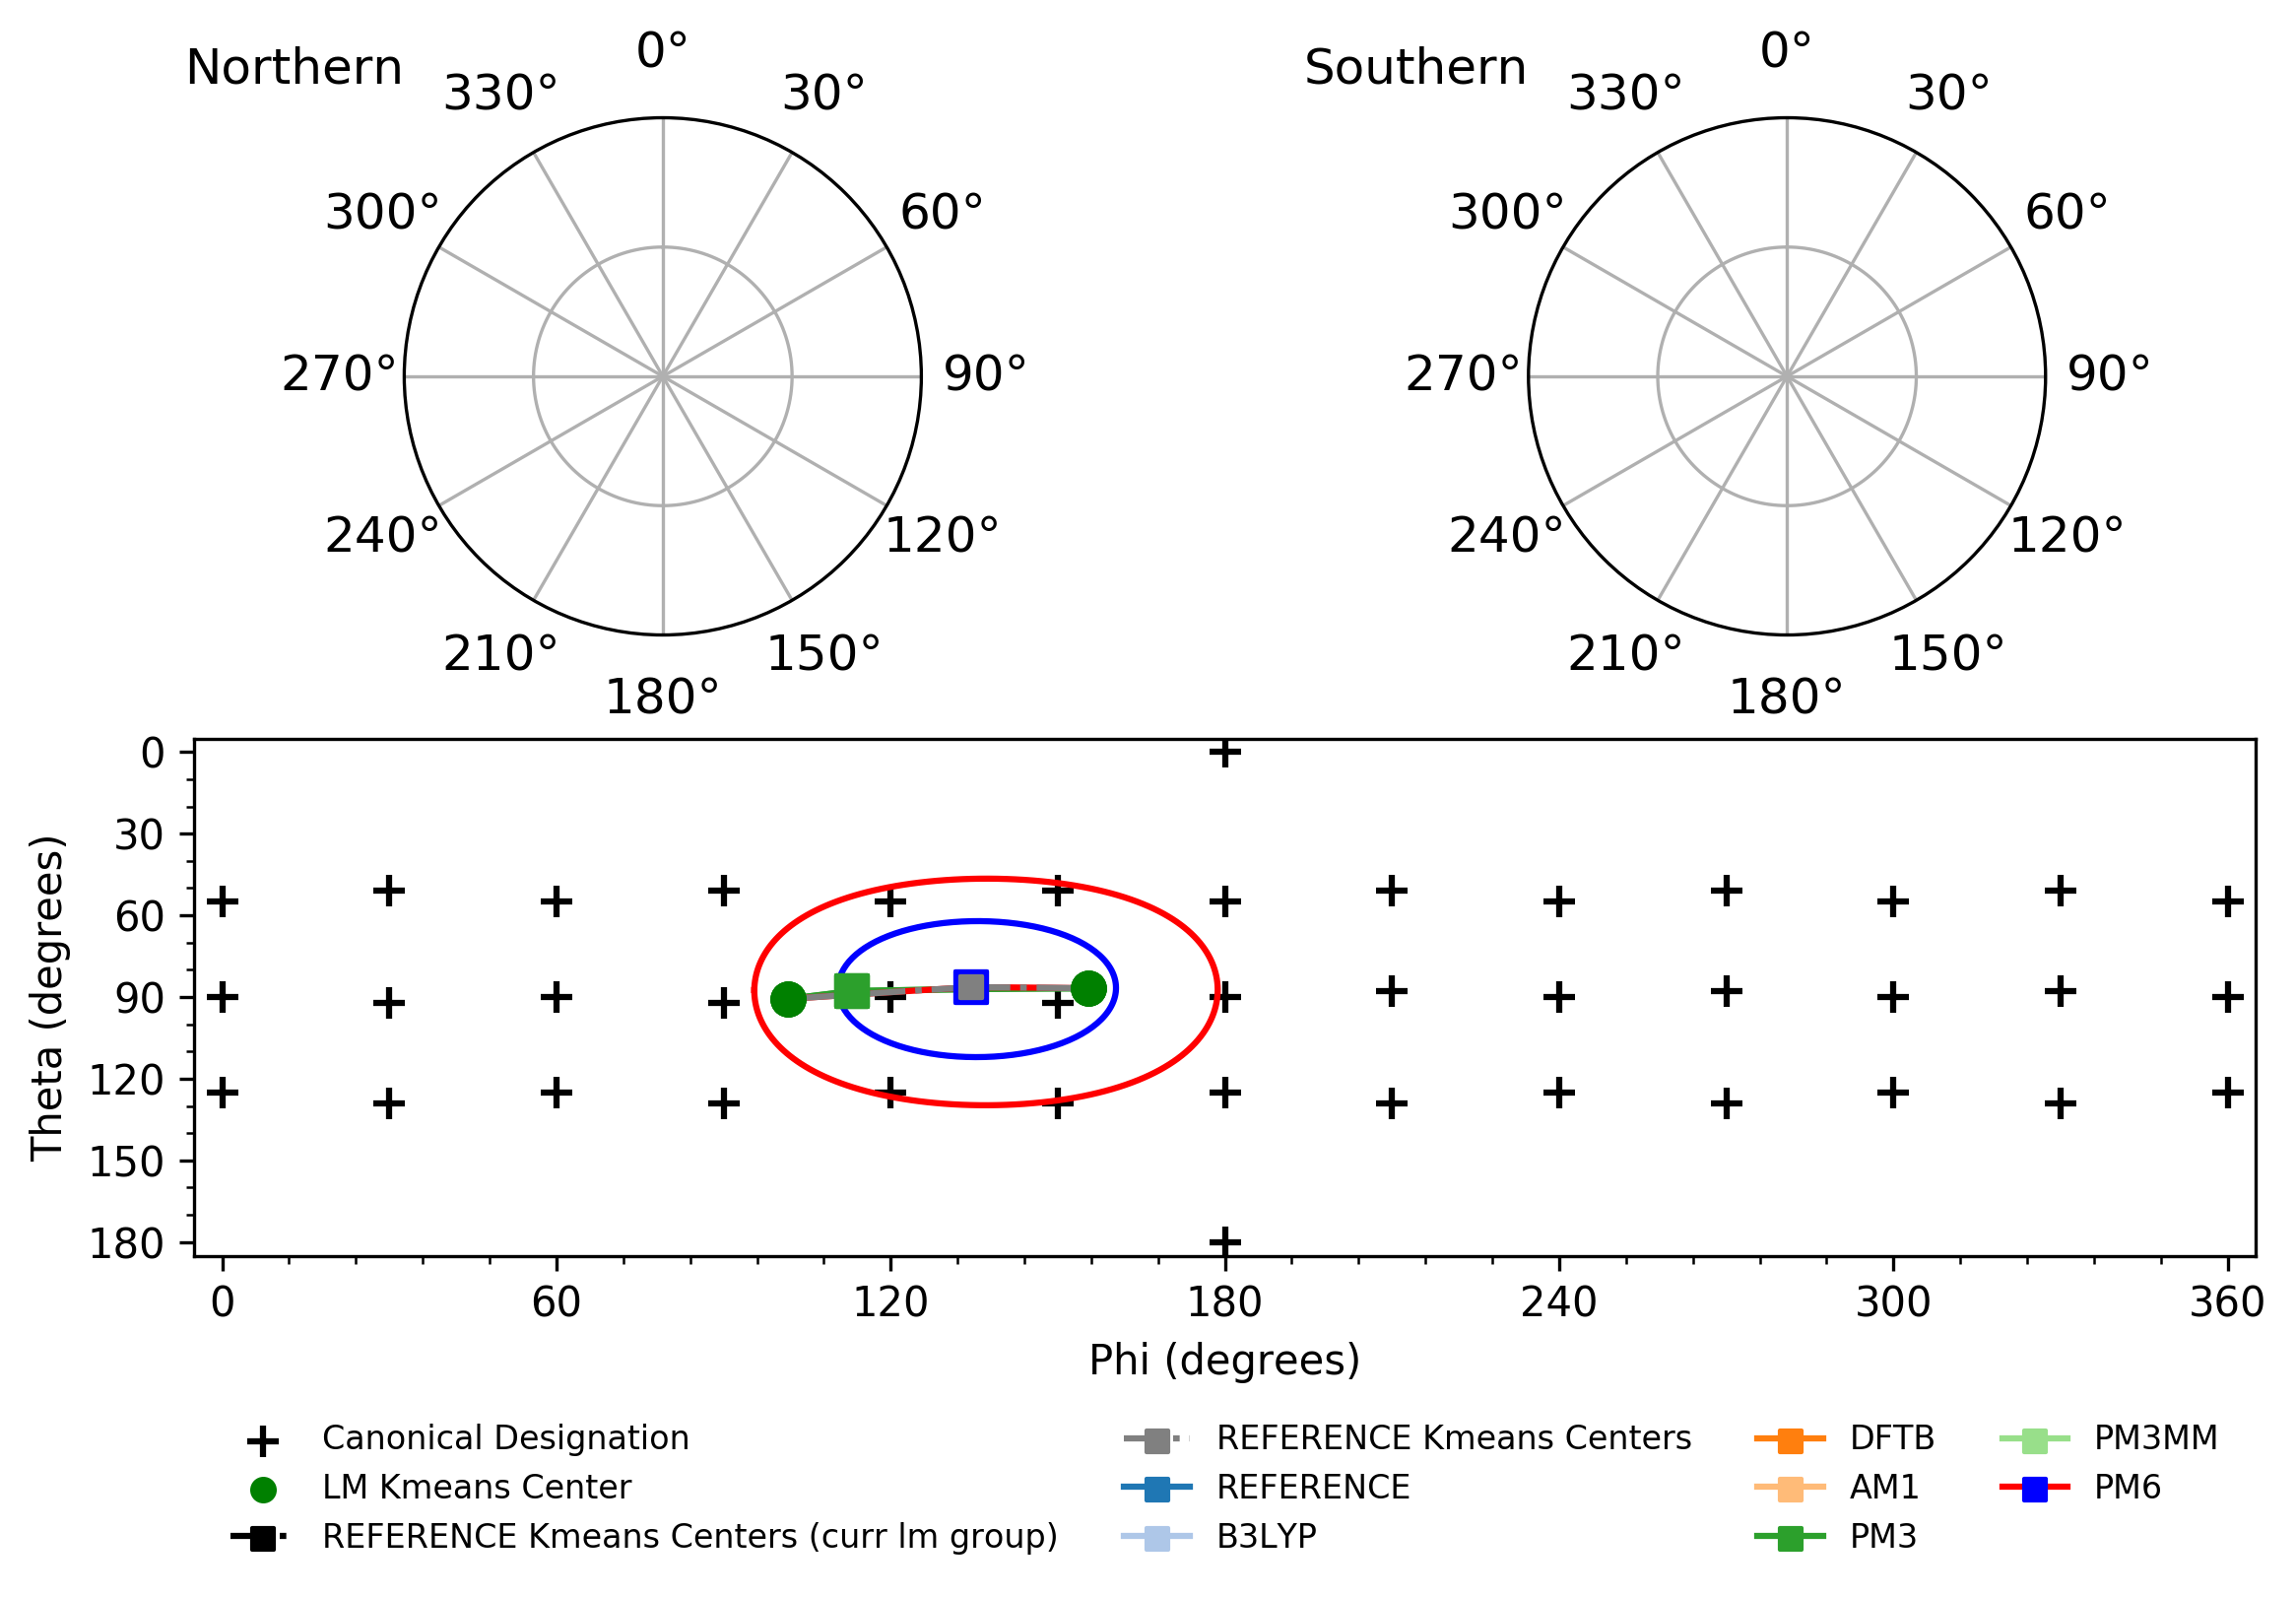 Northern
0°
30°
60°
90°
120°
150°
180°
210°
240°
270°
300°
330°
Southern
0°
30°
60°
90°
120°
150°
180°
210°
240°
270°
300°
330°
Theta (degrees)
0
30
60
90
120
150
180
0 60 120 180 240 300 360
Phi (degrees)
Canonical Designation
LM Kmeans Center
REFERENCE Kmeans Centers (curr lm group)
REFERENCE Kmeans Centers
REFERENCE
B3LYP
DFTB
AM1
PM3
PM3MM
PM6